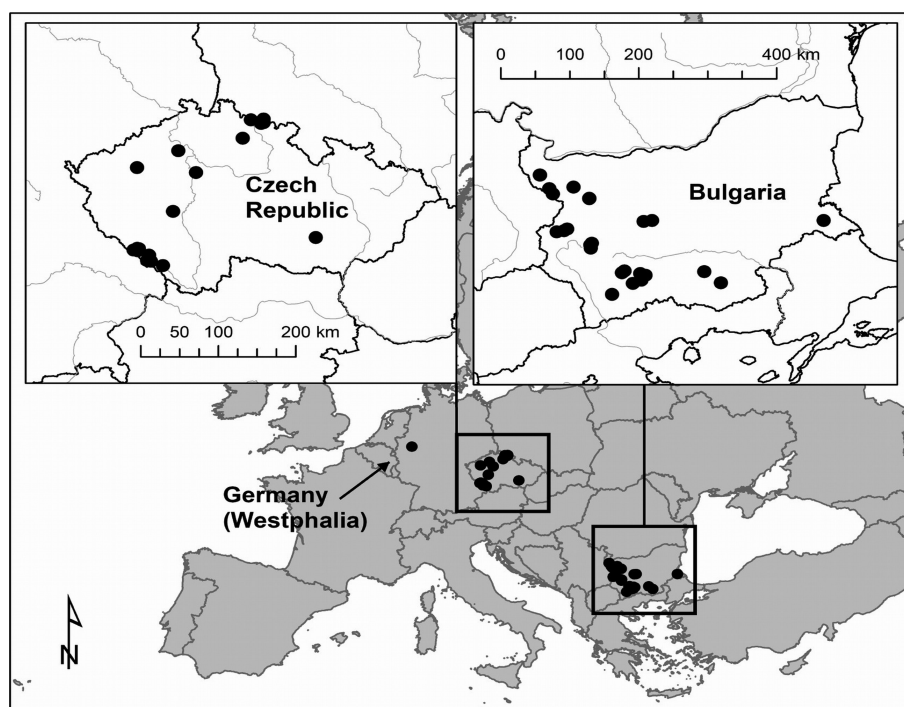 0 100 200 400 km
Czech
Republic
Bulgaria
0 50 100 200 km
Germany
(Westphalia)
N